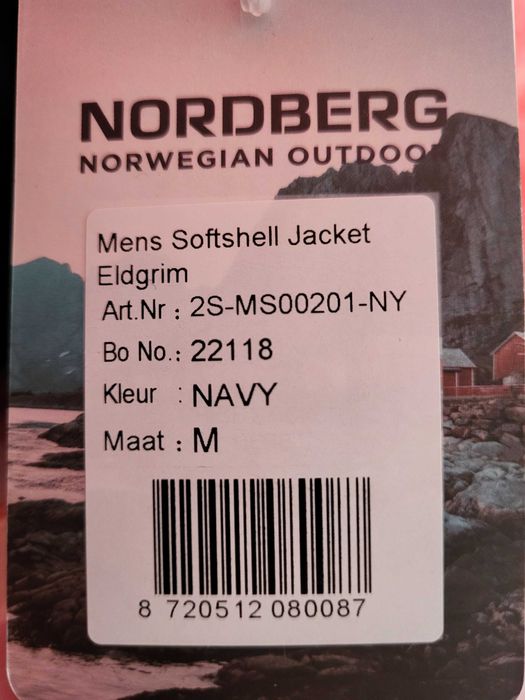 NORDBERG
NORWEGIAN OUTDOOR
Mens Softshell Jacket
Eldgrim
Art.Nr : 2S-MS00201-NY
Bo No.: 22118
Kleur : NAVY
Maat : M
8 720512 080087